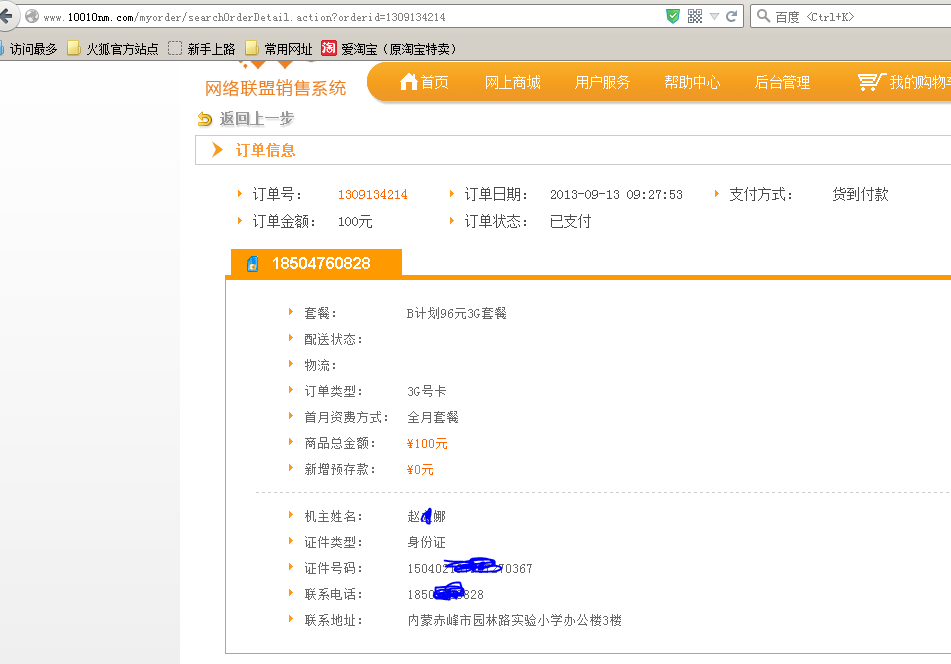 www.10010nm.com/myorder/searchOrderDetail.action?orderid=1309134214
百度 <Ctrl+K>
访问最多 火狐官方站点 新手上路 常用网址 淘 爱淘宝（原淘宝特卖）
网络联盟销售系统 首页 网上商城 用户服务 帮助中心 后台管理 我的购物车
返回上一步
订单信息
订单号： 1309134214 订单日期： 2013-09-13 09:27:53 支付方式： 货到付款
订单金额： 100元 订单状态： 已支付
18504760828
套餐： B计划96元3G套餐
配送状态：
物流：
订单类型： 3G号卡
首月资费方式： 全月套餐
商品总金额： ¥100元
新增预存款： ¥0元
机主姓名： 赵 娜
证件类型： 身份证
证件号码： 150402 270367
联系电话： 1850 828
联系地址： 内蒙赤峰市园林路实验小学办公楼3楼